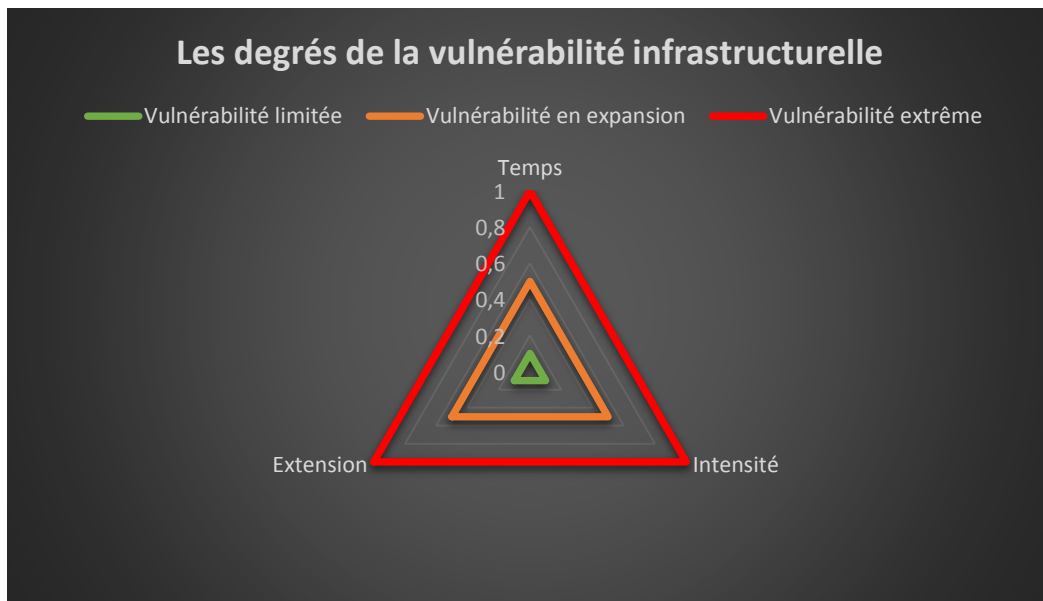 Les degrés de la vulnérabilité infrastructurelle
Vulnérabilité limitée Vulnérabilité en expansion Vulnérabilité extrême
Temps
1
0,8
0,6
0,4
0,2
0
Extension Intensité